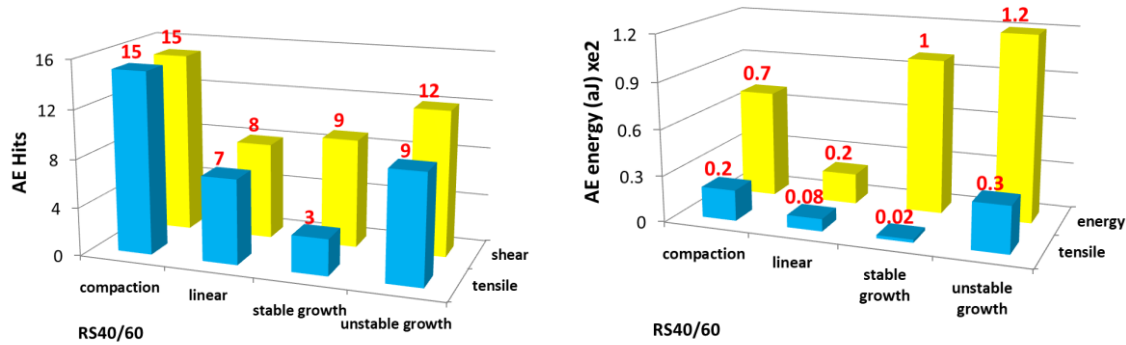 AE Hits
16
12
8
4
0
15
15
7
8
3
9
9
12
compaction
linear
stable growth
unstable growth
shear
tensile
RS40/60
AE energy (aJ) xe2
1.2
0.9
0.6
0.3
0
0.2
0.7
0.08
0.2
0.02
1
0.3
1.2
compaction
linear
stable
growth
unstable
growth
energy
tensile
RS40/60